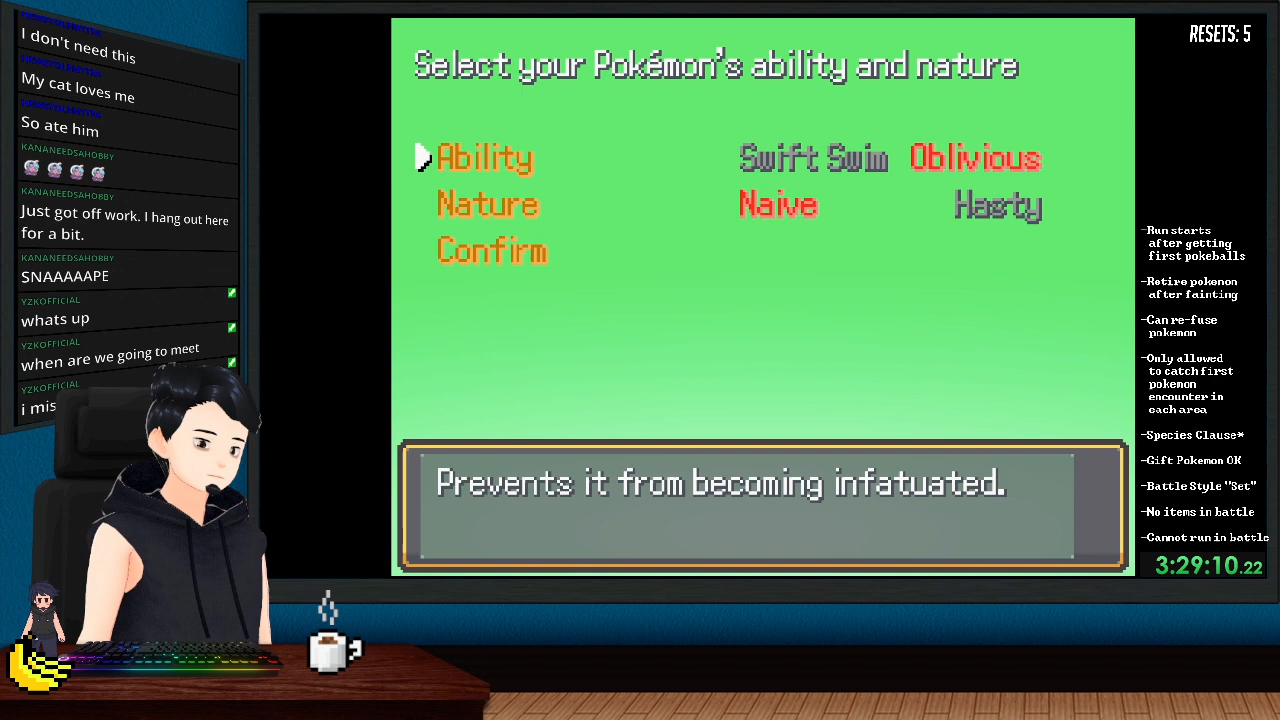 I don't need this
My cat loves me
So ate him
KANANEEDSAHOBBY
KANANEEDSAHOBBY
Just got off work. I hang out here
for a bit.
KANANEEDSAHOBBY
SNAAAAAPE
YZKOFFICIAL
whats up
YZKOFFICIAL
when are we going to meet
YZKOFFICIAL
i mis
Select your Pokémon's ability and nature
Ability Swift Swim Oblivious
Nature Naive Hasty
Confirm
Prevents it from becoming infatuated.
RESETS: 5
-Run starts
after getting
first pokeballs
-Retire pokemon
after fainting
-Can re-fuse
pokemon
-Only allowed
to catch first
pokemon
encounter in
each area
-Species Clause*
-Gift Pokemon OK
-Battle Style "Set"
-No items in battle
-Cannot run in battle
3:29:10.22